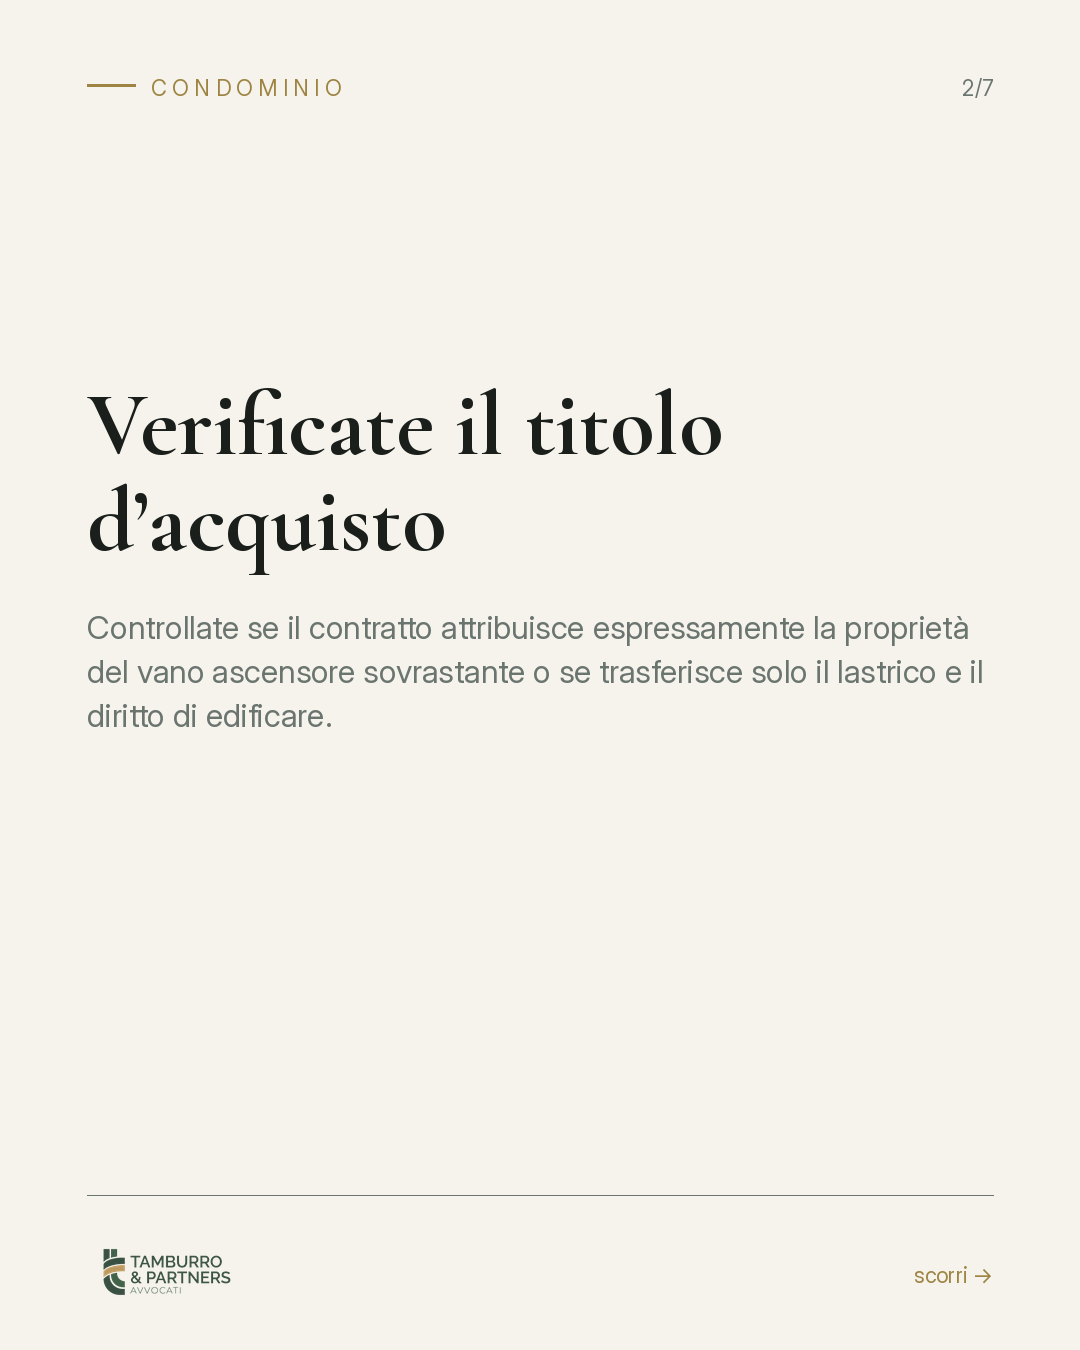 CONDOMINIO
2/7
Verificate il titolo
d’acquisto
Controllate se il contratto attribuisce espressamente la proprietà
del vano ascensore sovrastante o se trasferisce solo il lastrico e il
diritto di edificare.
TAMBURRO
& PARTNERS
AVVOCATI
scorri →